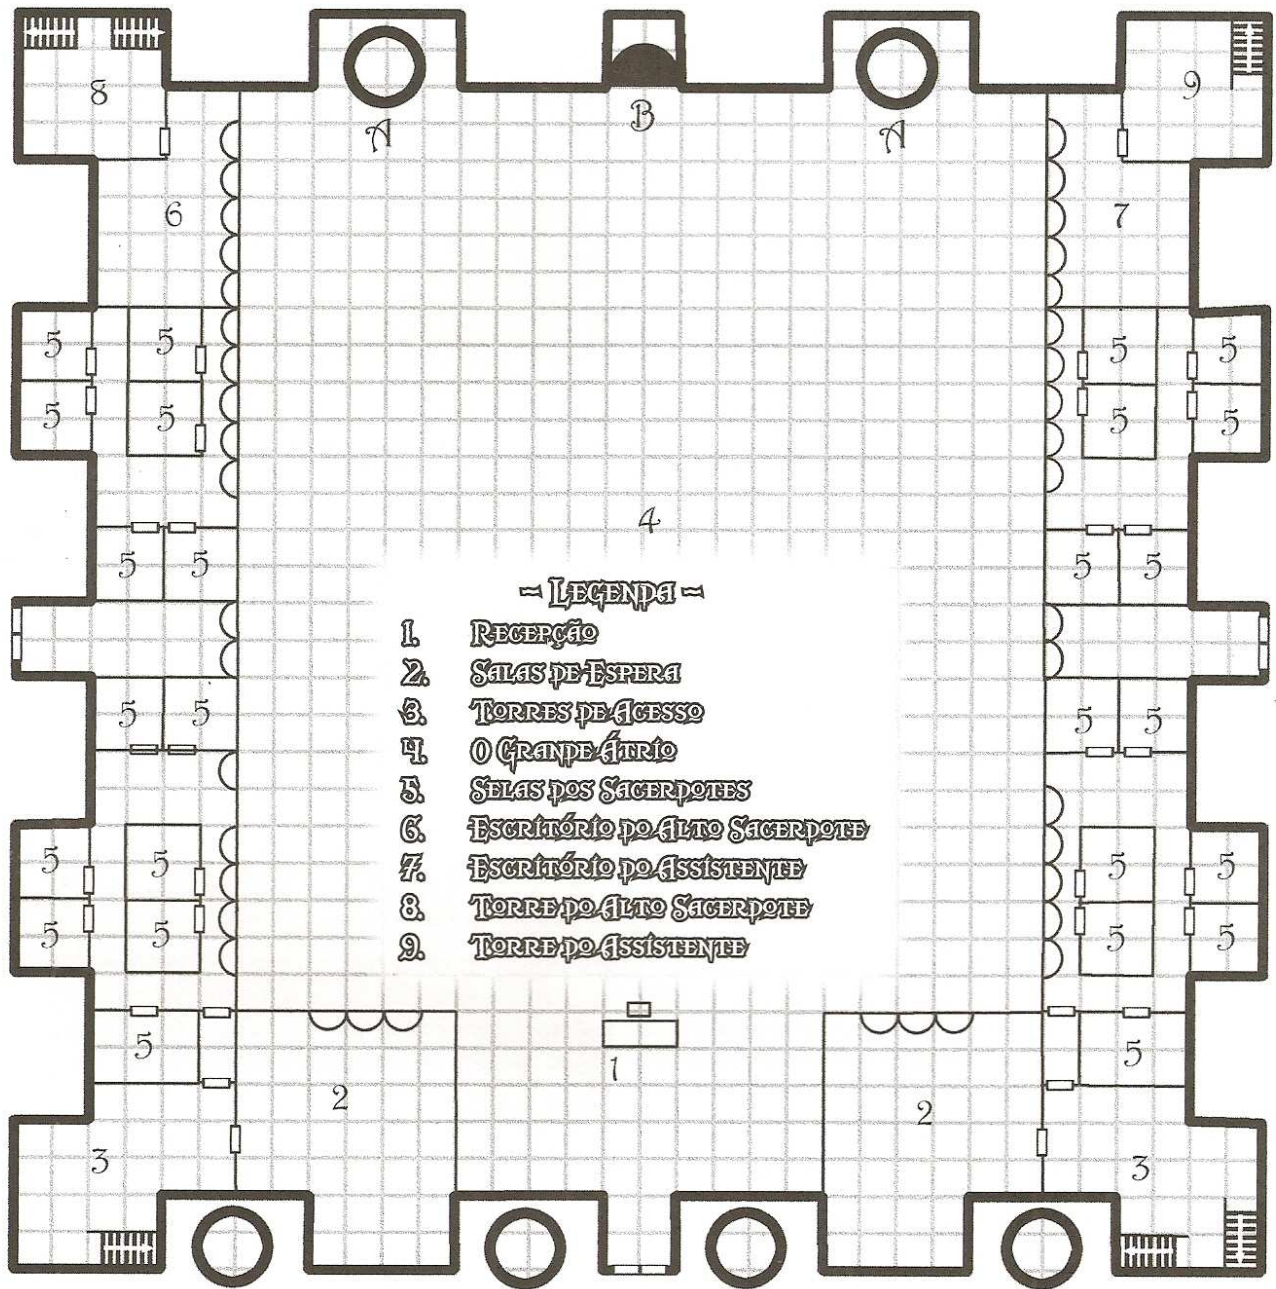 8
9
A
B
A
6
7
5 5 5 5
5 5 5 5
4
5 5 5 5
~ Legenda ~
1. Recepção
2. Salas de Espera
3. Torres de Acesso
4. O Grande Átrio
5. Selas dos Sacerdotes
6. Escritório do Alto Sacerdote
7. Escritório do Assistente
8. Torre do Alto Sacerdote
9. Torre do Assistente
5 5 5 5
5 5 5 5
5 5 5 5
5 5
1
2 2
3 3